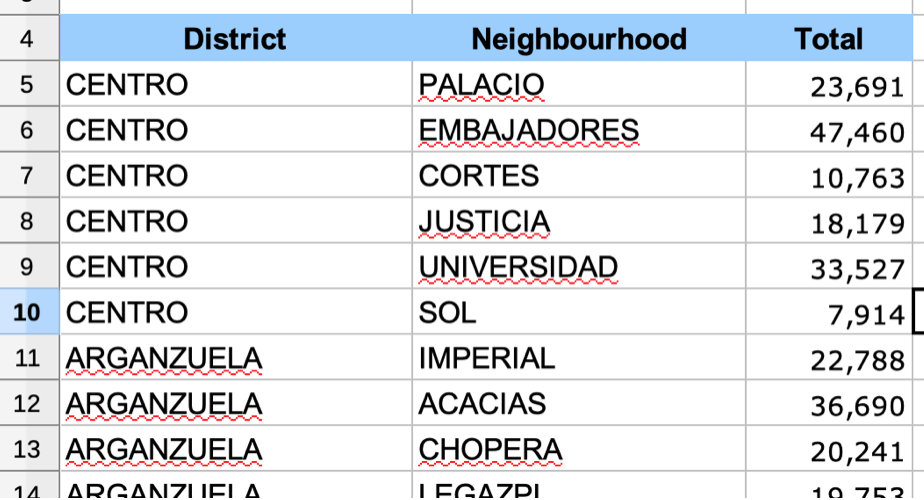 4 District Neighbourhood Total
5 CENTRO PALACIO 23,691
6 CENTRO EMBAJADORES 47,460
7 CENTRO CORTES 10,763
8 CENTRO JUSTICIA 18,179
9 CENTRO UNIVERSIDAD 33,527
10 CENTRO SOL 7,914
11 ARGANZUELA IMPERIAL 22,788
12 ARGANZUELA ACACIAS 36,690
13 ARGANZUELA CHOPERA 20,241
14 ARGANZUELA LEGAZPI 19,753